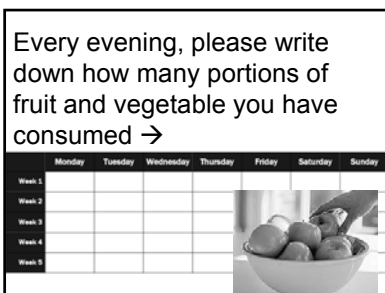 Every evening, please write
down how many portions of
fruit and vegetable you have
consumed →
Monday Tuesday Wednesday Thursday Friday Saturday Sunday
Week 1
Week 2
Week 3
Week 4
Week 5